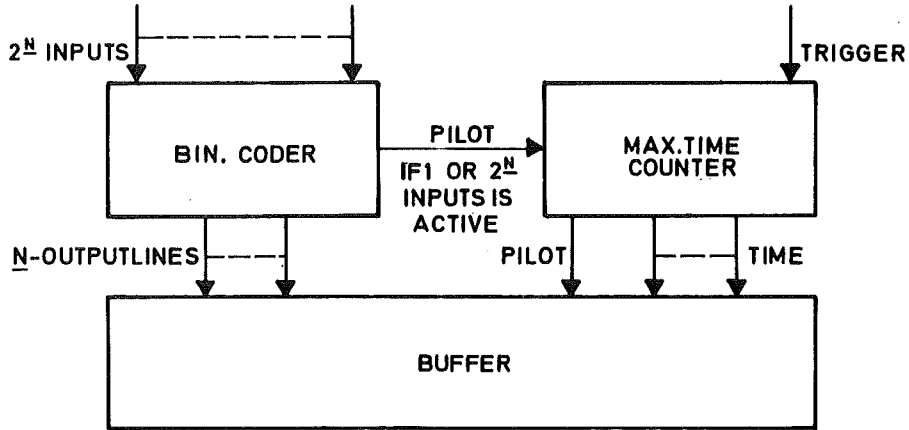 2N INPUTS
TRIGGER
BIN. CODER
PILOT
IF1 OR 2N
INPUTS IS
ACTIVE
MAX.TIME
COUNTER
N-OUTPUTLINES
PILOT
TIME
BUFFER